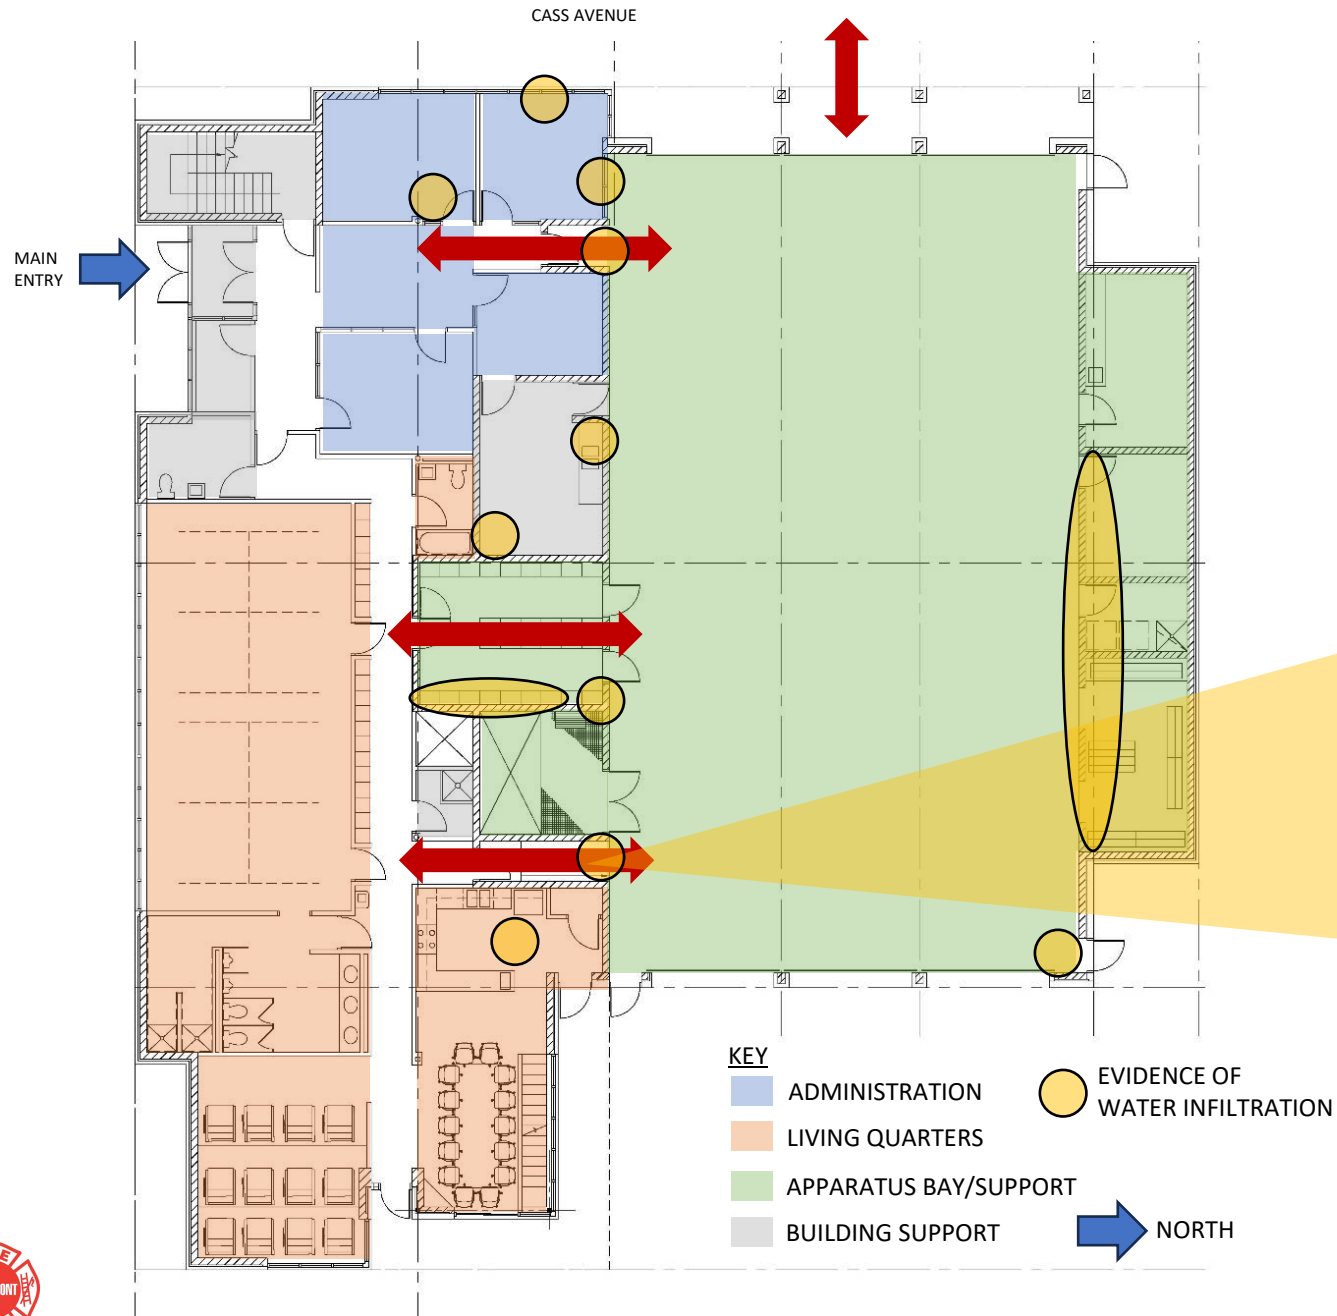 CASS AVENUE
MAIN
ENTRY
KEY
ADMINISTRATION
LIVING QUARTERS
APPARATUS BAY/SUPPORT
BUILDING SUPPORT
EVIDENCE OF
WATER INFILTRATION
NORTH